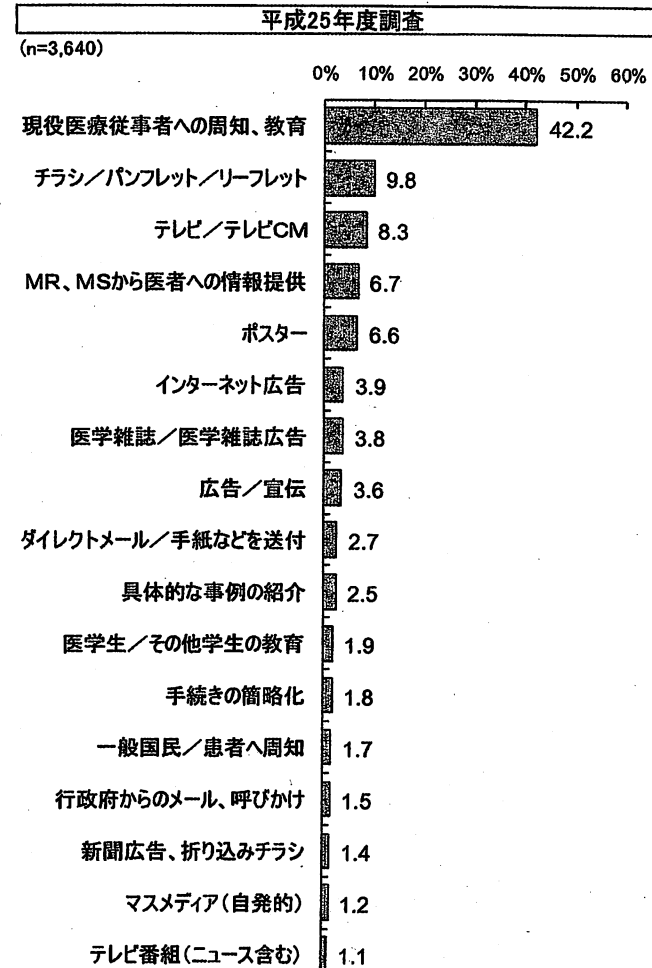 平成25年度調査
(n=3,640)
0% 10% 20% 30% 40% 50% 60%
現役医療従事者への周知、教育 42.2
チラシ／パンフレット／リーフレット 9.8
テレビ／テレビCM 8.3
MR、MSから医者への情報提供 6.7
ポスター 6.6
インターネット広告 3.9
医学雑誌／医学雑誌広告 3.8
広告／宣伝 3.6
ダイレクトメール／手紙などを送付 2.7
具体的な事例の紹介 2.5
医学生／その他学生の教育 1.9
手続きの簡略化 1.8
一般国民／患者へ周知 1.7
行政府からのメール、呼びかけ 1.5
新聞広告、折り込みチラシ 1.4
マスメディア（自発的） 1.2
テレビ番組（ニュース含む） 1.1